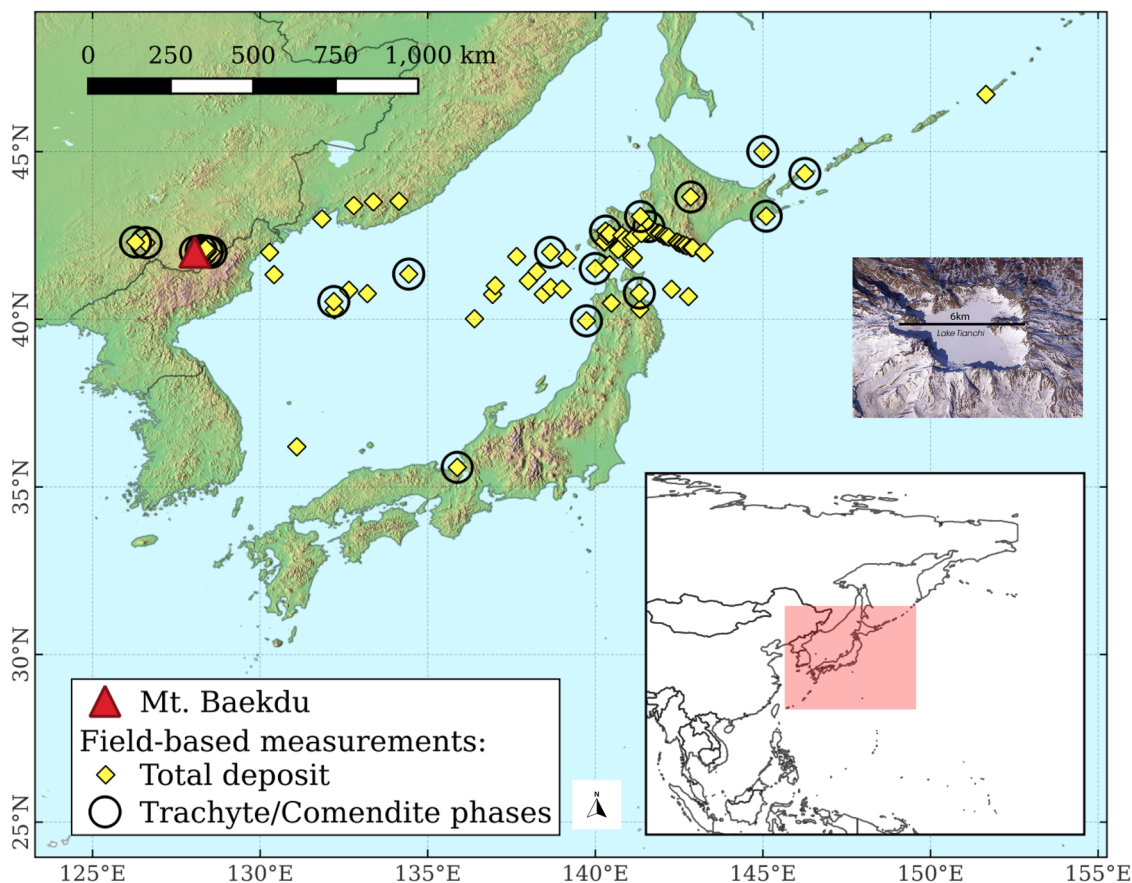 0 250 500 750 1,000 km
45°N
40°N
35°N
30°N
25°N
6km
Lake Tianchi
Mt. Baekdu
Field-based measurements:
Total deposit
Trachyte/Comendite phases
N
125°E 130°E 135°E 140°E 145°E 150°E 155°E